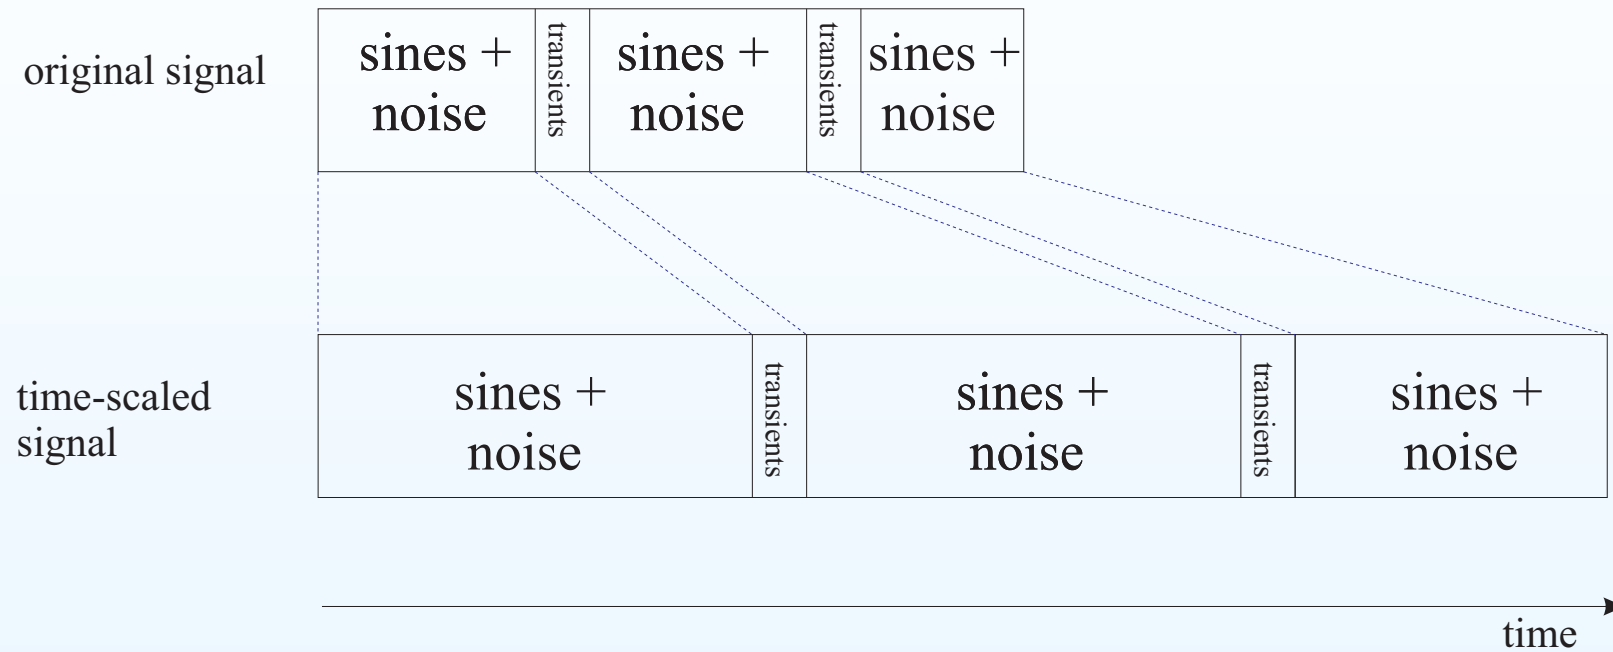 original signal
sines +
noise
transients
sines +
noise
transients
sines +
noise
time-scaled
signal
sines +
noise
transients
sines +
noise
transients
sines +
noise
time